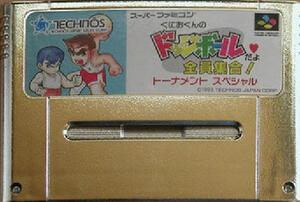 TECHNOS
スーパーファミコン
くにおくんの
ドッジボール
だよ
全員集合!
トーナメント スペシャル
©1993 TECHNOS JAPAN CORP.